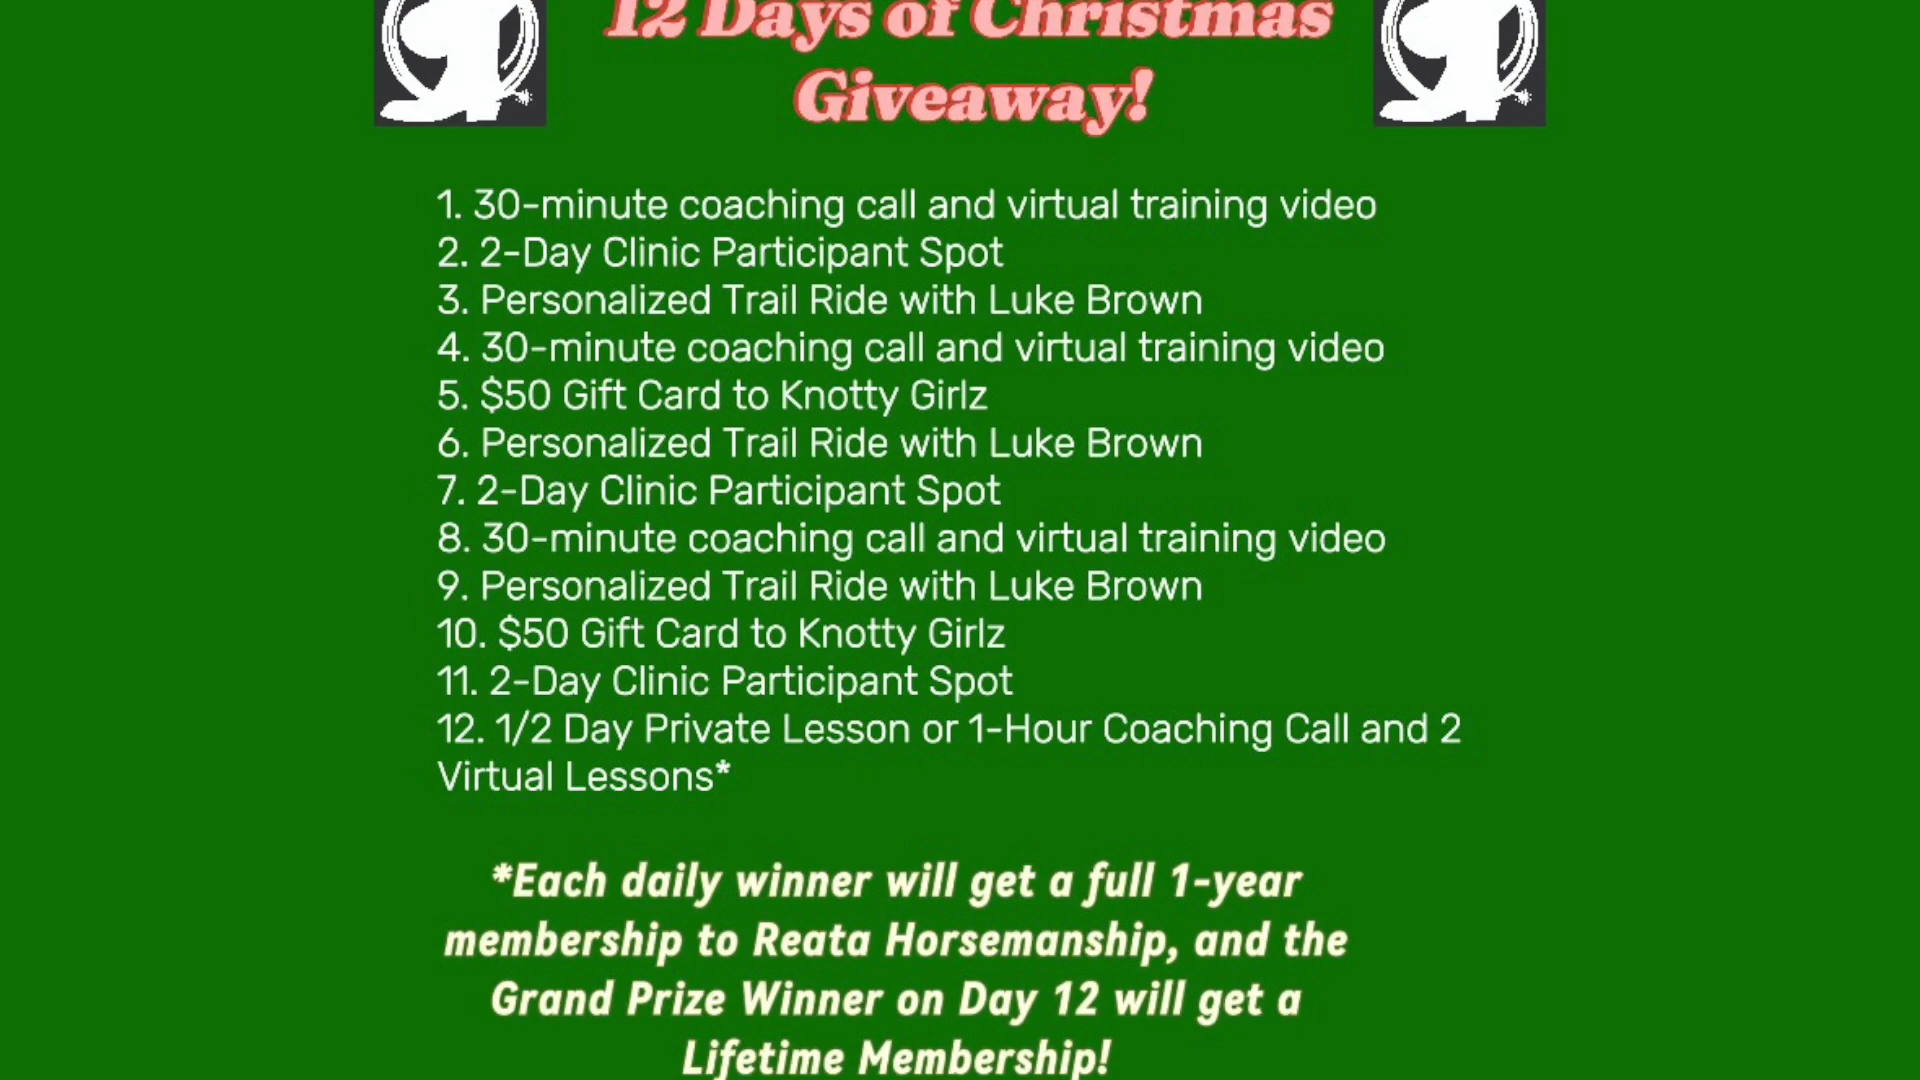 12 Days of Christmas
Giveaway!
1. 30-minute coaching call and virtual training video
2. 2-Day Clinic Participant Spot
3. Personalized Trail Ride with Luke Brown
4. 30-minute coaching call and virtual training video
5. $50 Gift Card to Knotty Girlz
6. Personalized Trail Ride with Luke Brown
7. 2-Day Clinic Participant Spot
8. 30-minute coaching call and virtual training video
9. Personalized Trail Ride with Luke Brown
10. $50 Gift Card to Knotty Girlz
11. 2-Day Clinic Participant Spot
12. 1/2 Day Private Lesson or 1-Hour Coaching Call and 2
Virtual Lessons*
*Each daily winner will get a full 1-year
membership to Reata Horsemanship, and the
Grand Prize Winner on Day 12 will get a
Lifetime Membership!